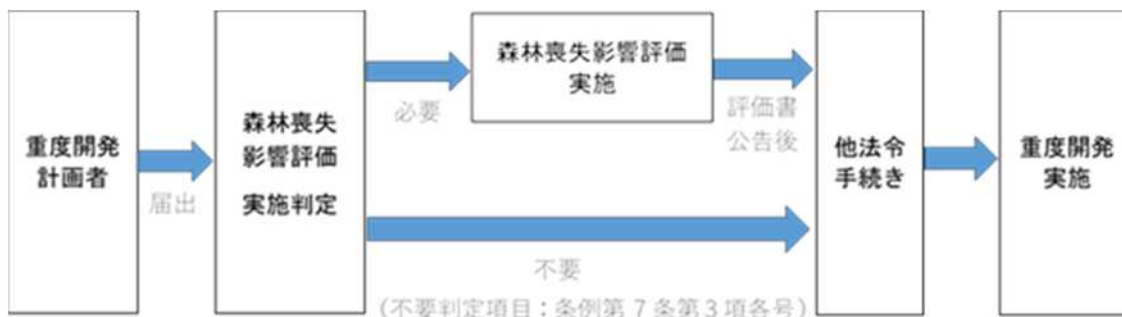 重度開発
計画者
届出
森林喪失
影響評価
実施判定
必要
森林喪失影響評価
実施
評価書
公告後
不要
（不要判定項目：条例第７条第３項各号）
他法令
手続き
重度開発
実施